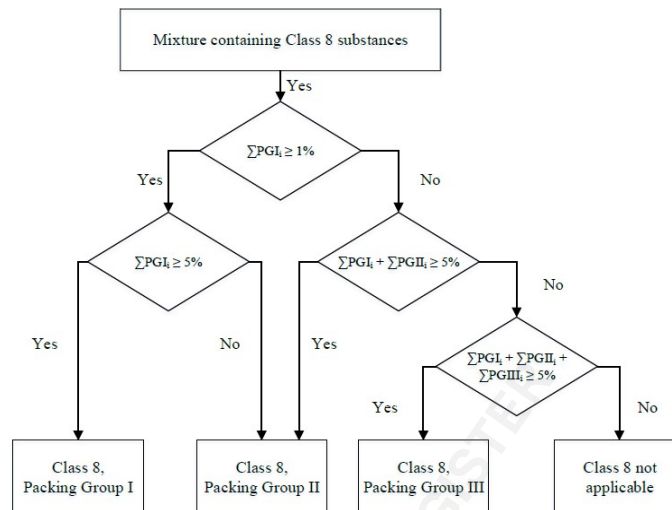 Mixture containing Class 8 substances
Yes
∑PGIᵢ ≥ 1%
Yes
No
∑PGIᵢ ≥ 5%
∑PGIᵢ + ∑PGIIᵢ ≥ 5%
No
Yes
No
Yes
∑PGIᵢ + ∑PGIIᵢ +
∑PGIIIᵢ ≥ 5%
Yes
No
Class 8,
Packing Group I
Class 8,
Packing Group II
Class 8,
Packing Group III
Class 8 not
applicable
GISTER